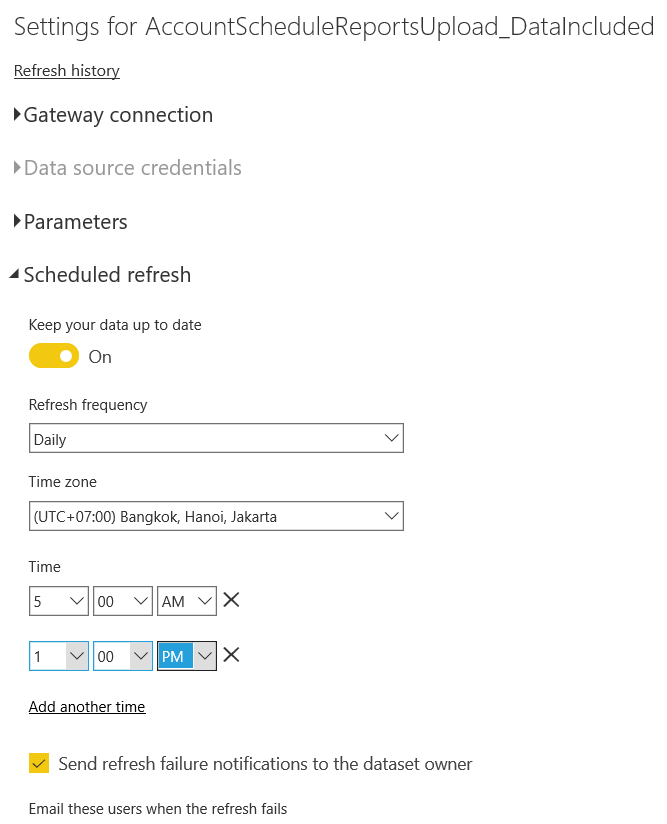 Settings for AccountScheduleReportsUpload_DataIncluded
Refresh history
Gateway connection
Data source credentials
Parameters
Scheduled refresh
Keep your data up to date
On
Refresh frequency
Daily
Time zone
(UTC+07:00) Bangkok, Hanoi, Jakarta
Time
5 00 AM
1 00 PM
Add another time
Send refresh failure notifications to the dataset owner
Email these users when the refresh fails